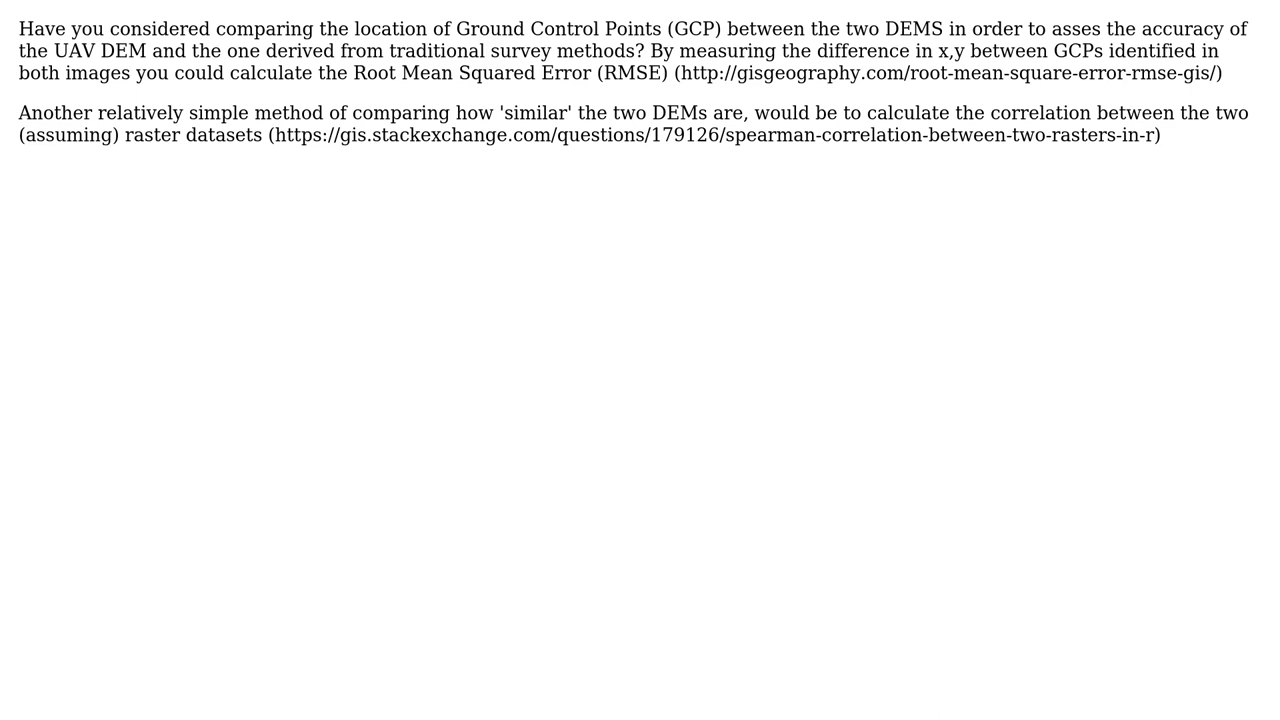 Have you considered comparing the location of Ground Control Points (GCP) between the two DEMS in order to asses the accuracy of
the UAV DEM and the one derived from traditional survey methods? By measuring the difference in x,y between GCPs identified in
both images you could calculate the Root Mean Squared Error (RMSE) (http://gisgeography.com/root-mean-square-error-rmse-gis/)
Another relatively simple method of comparing how 'similar' the two DEMs are, would be to calculate the correlation between the two
(assuming) raster datasets (https://gis.stackexchange.com/questions/179126/spearman-correlation-between-two-rasters-in-r)